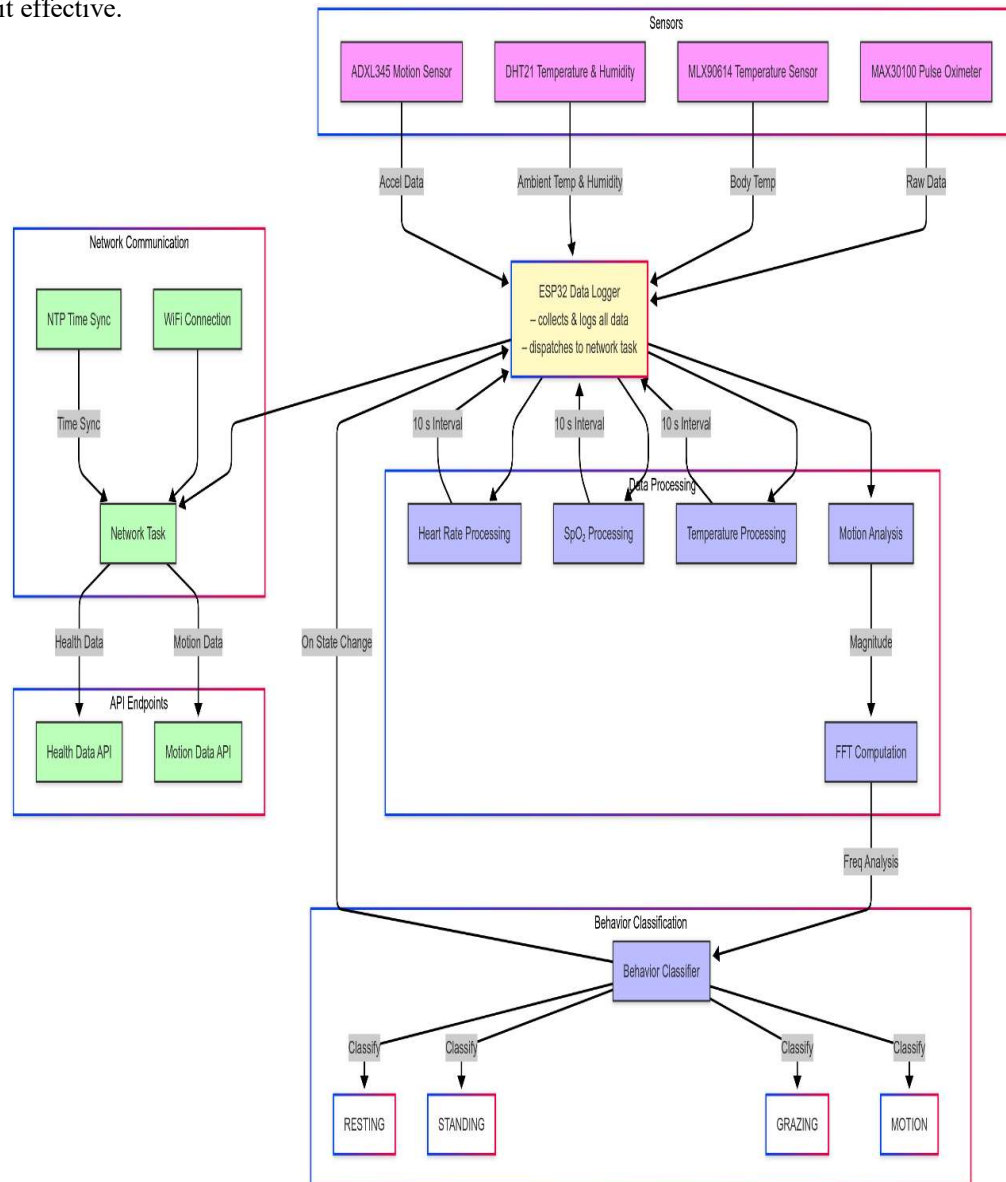 it effective.
Sensors
ADXL345 Motion Sensor
DHT21 Temperature & Humidity
MLX90614 Temperature Sensor
MAX30100 Pulse Oximeter
Accel Data
Ambient Temp & Humidity
Body Temp
Raw Data
Network Communication
NTP Time Sync
WiFi Connection
ESP32 Data Logger
– collects & logs all data
– dispatches to network task
Time Sync
10 s Interval
10 s Interval
10 s Interval
Data Processing
Network Task
Heart Rate Processing
SpO₂ Processing
Temperature Processing
Motion Analysis
Health Data
Motion Data
On State Change
Magnitude
API Endpoints
Health Data API
Motion Data API
FFT Computation
Freq Analysis
Behavior Classification
Behavior Classifier
Classify
Classify
Classify
Classify
RESTING
STANDING
GRAZING
MOTION